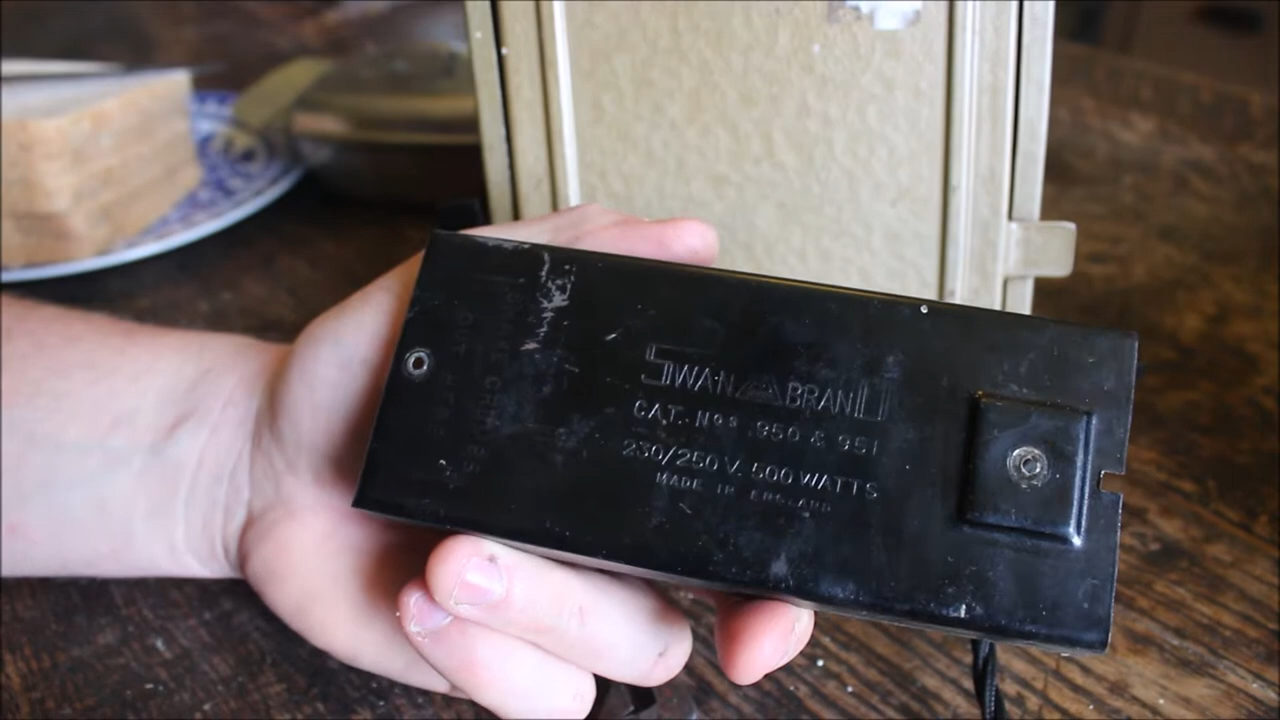 SWAN BRAND
CAT. Nos. 950 & 951
230/250 V. 500 WATTS
MADE IN ENGLAND